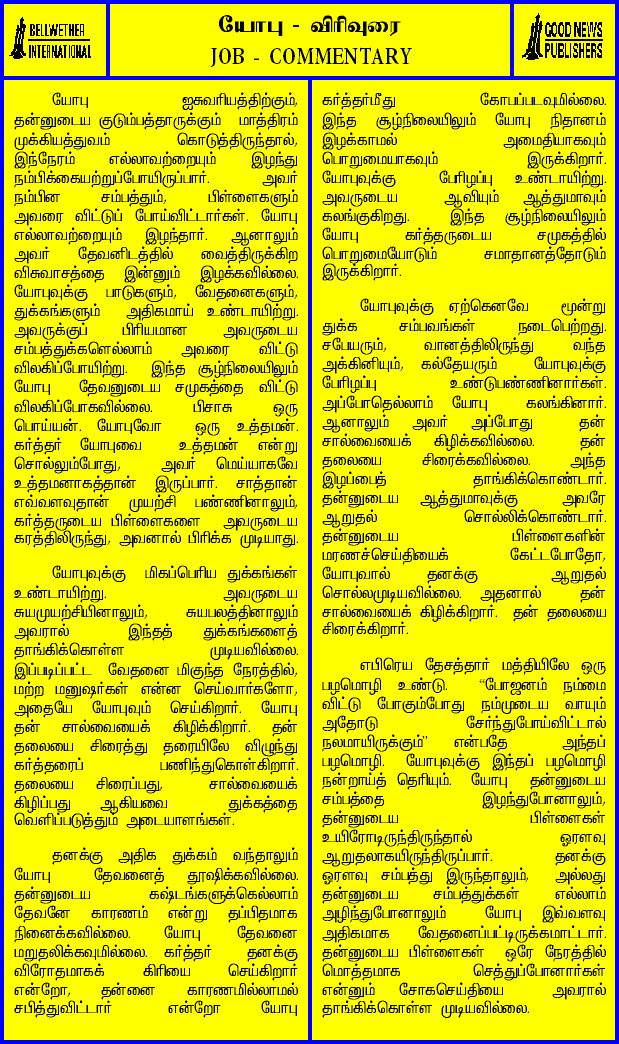 BELLWETHER
INTERNATIONAL
யோபு - விரிவுரை
JOB - COMMENTARY
GOOD NEWS
PUBLISHERS
யோபு ஐசுவரியத்திற்கும்,
தன்னுடைய குடும்பத்தாருக்கும் மாத்திரம்
முக்கியத்துவம் கொடுத்திருந்தால்,
இந்நேரம் எல்லாவற்றையும் இழந்து
நம்பிக்கையற்றுப்போயிருப்பார். அவர்
நம்பின சம்பத்தும், பிள்ளைகளும்
அவரை விட்டுப் போய்விட்டார்கள். யோபு
எல்லாவற்றையும் இழந்தார். ஆனாலும்
அவர் தேவனிடத்தில் வைத்திருக்கிற
விசுவாசத்தை இன்னும் இழக்கவில்லை.
யோபுவுக்கு பாடுகளும், வேதனைகளும்,
துக்கங்களும் அதிகமாய் உண்டாயிற்று.
அவருக்குப் பிரியமான அவருடைய
சம்பத்துக்களெல்லாம் அவரை விட்டு
விலகிப்போயிற்று. இந்த சூழ்நிலையிலும்
யோபு தேவனுடைய சமுகத்தை விட்டு
விலகிப்போகவில்லை. பிசாசு ஒரு
பொய்யன். யோபுவோ ஒரு உத்தமன்.
கர்த்தர் யோபுவை உத்தமன் என்று
சொல்லும்போது, அவர் மெய்யாகவே
உத்தமனாகத்தான் இருப்பார். சாத்தான்
எவ்வளவுதான் முயற்சி பண்ணினாலும்,
கர்த்தருடைய பிள்ளைகளை அவருடைய
கரத்திலிருந்து, அவனால் பிரிக்க முடியாது.
யோபுவுக்கு மிகப்பெரிய துக்கங்கள்
உண்டாயிற்று. அவருடைய
சுயமுயற்சியினாலும், சுயபலத்தினாலும்
அவரால் இந்தத் துக்கங்களைத்
தாங்கிக்கொள்ள முடியவில்லை.
இப்படிப்பட்ட வேதனை மிகுந்த நேரத்தில்,
மற்ற மனுஷர்கள் என்ன செய்வார்களோ,
அதையே யோபுவும் செய்கிறார். யோபு
தன் சால்வையைக் கிழிக்கிறார். தன்
தலையை சிரைத்து தரையிலே விழுந்து
கர்த்தரைப் பணிந்துகொள்கிறார்.
தலையை சிரைப்பது, சால்வையைக்
கிழிப்பது ஆகியவை துக்கத்தை
வெளிப்படுத்தும் அடையாளங்கள்.
தனக்கு அதிக துக்கம் வந்தாலும்
யோபு தேவனைத் தூஷிக்கவில்லை.
தன்னுடைய கஷ்டங்களுக்கெல்லாம்
தேவனே காரணம் என்று தப்பிதமாக
நினைக்கவில்லை. யோபு தேவனை
மறுதலிக்கவுமில்லை. கர்த்தர் தனக்கு
விரோதமாகக் கிரியை செய்கிறார்
என்றோ, தன்னை காரணமில்லாமல்
சபித்துவிட்டார் என்றோ யோபு
கர்த்தர்மீது கோபப்படவுமில்லை.
இந்த சூழ்நிலையிலும் யோபு நிதானம்
இழக்காமல் அமைதியாகவும்
பொறுமையாகவும் இருக்கிறார்.
யோபுவுக்கு பேரிழப்பு உண்டாயிற்று.
அவருடைய ஆவியும் ஆத்துமாவும்
கலங்குகிறது. இந்த சூழ்நிலையிலும்
யோபு கர்த்தருடைய சமுகத்தில்
பொறுமையோடும் சமாதானத்தோடும்
இருக்கிறார்.
யோபுவுக்கு ஏற்கெனவே மூன்று
துக்க சம்பவங்கள் நடைபெற்றது.
சபேயரும், வானத்திலிருந்து வந்த
அக்கினியும், கல்தேயரும் யோபுவுக்கு
பேரிழப்பு உண்டுபண்ணினார்கள்.
அப்போதெல்லாம் யோபு கலங்கினார்.
ஆனாலும் அவர் அப்போது தன்
சால்வையைக் கிழிக்கவில்லை. தன்
தலையை சிரைக்கவில்லை. அந்த
இழப்பைத் தாங்கிக்கொண்டார்.
தன்னுடைய ஆத்துமாவுக்கு அவரே
ஆறுதல் சொல்லிக்கொண்டார்.
தன்னுடைய பிள்ளைகளின்
மரணச்செய்தியைக் கேட்டபோதோ,
யோபுவால் தனக்கு ஆறுதல்
சொல்லமுடியவில்லை. அதனால் தன்
சால்வையைக் கிழிக்கிறார். தன் தலையை
சிரைக்கிறார்.
எபிரெய தேசத்தார் மத்தியிலே ஒரு
பழமொழி உண்டு. “போஜனம் நம்மை
விட்டு போகும்போது நம்முடைய வாயும்
அதோடு சேர்ந்துபோய்விட்டால்
நலமாயிருக்கும்” என்பதே அந்தப்
பழமொழி. யோபுவுக்கு இந்தப் பழமொழி
நன்றாய்த் தெரியும். யோபு தன்னுடைய
சம்பத்தை இழந்துபோனாலும்,
தன்னுடைய பிள்ளைகள்
உயிரோடிருந்திருந்தால் ஓரளவு
ஆறுதலாகயிருந்திருப்பார். தனக்கு
ஓரளவு சம்பத்து இருந்தாலும், அல்லது
தன்னுடைய சம்பத்துக்கள் எல்லாம்
அழிந்துபோனாலும் யோபு இவ்வளவு
அதிகமாக வேதனைப்பட்டிருக்கமாட்டார்.
தன்னுடைய பிள்ளைகள் ஒரே நேரத்தில்
மொத்தமாக செத்துப்போனார்கள்
என்னும் சோகசெய்தியை அவரால்
தாங்கிக்கொள்ள முடியவில்லை.